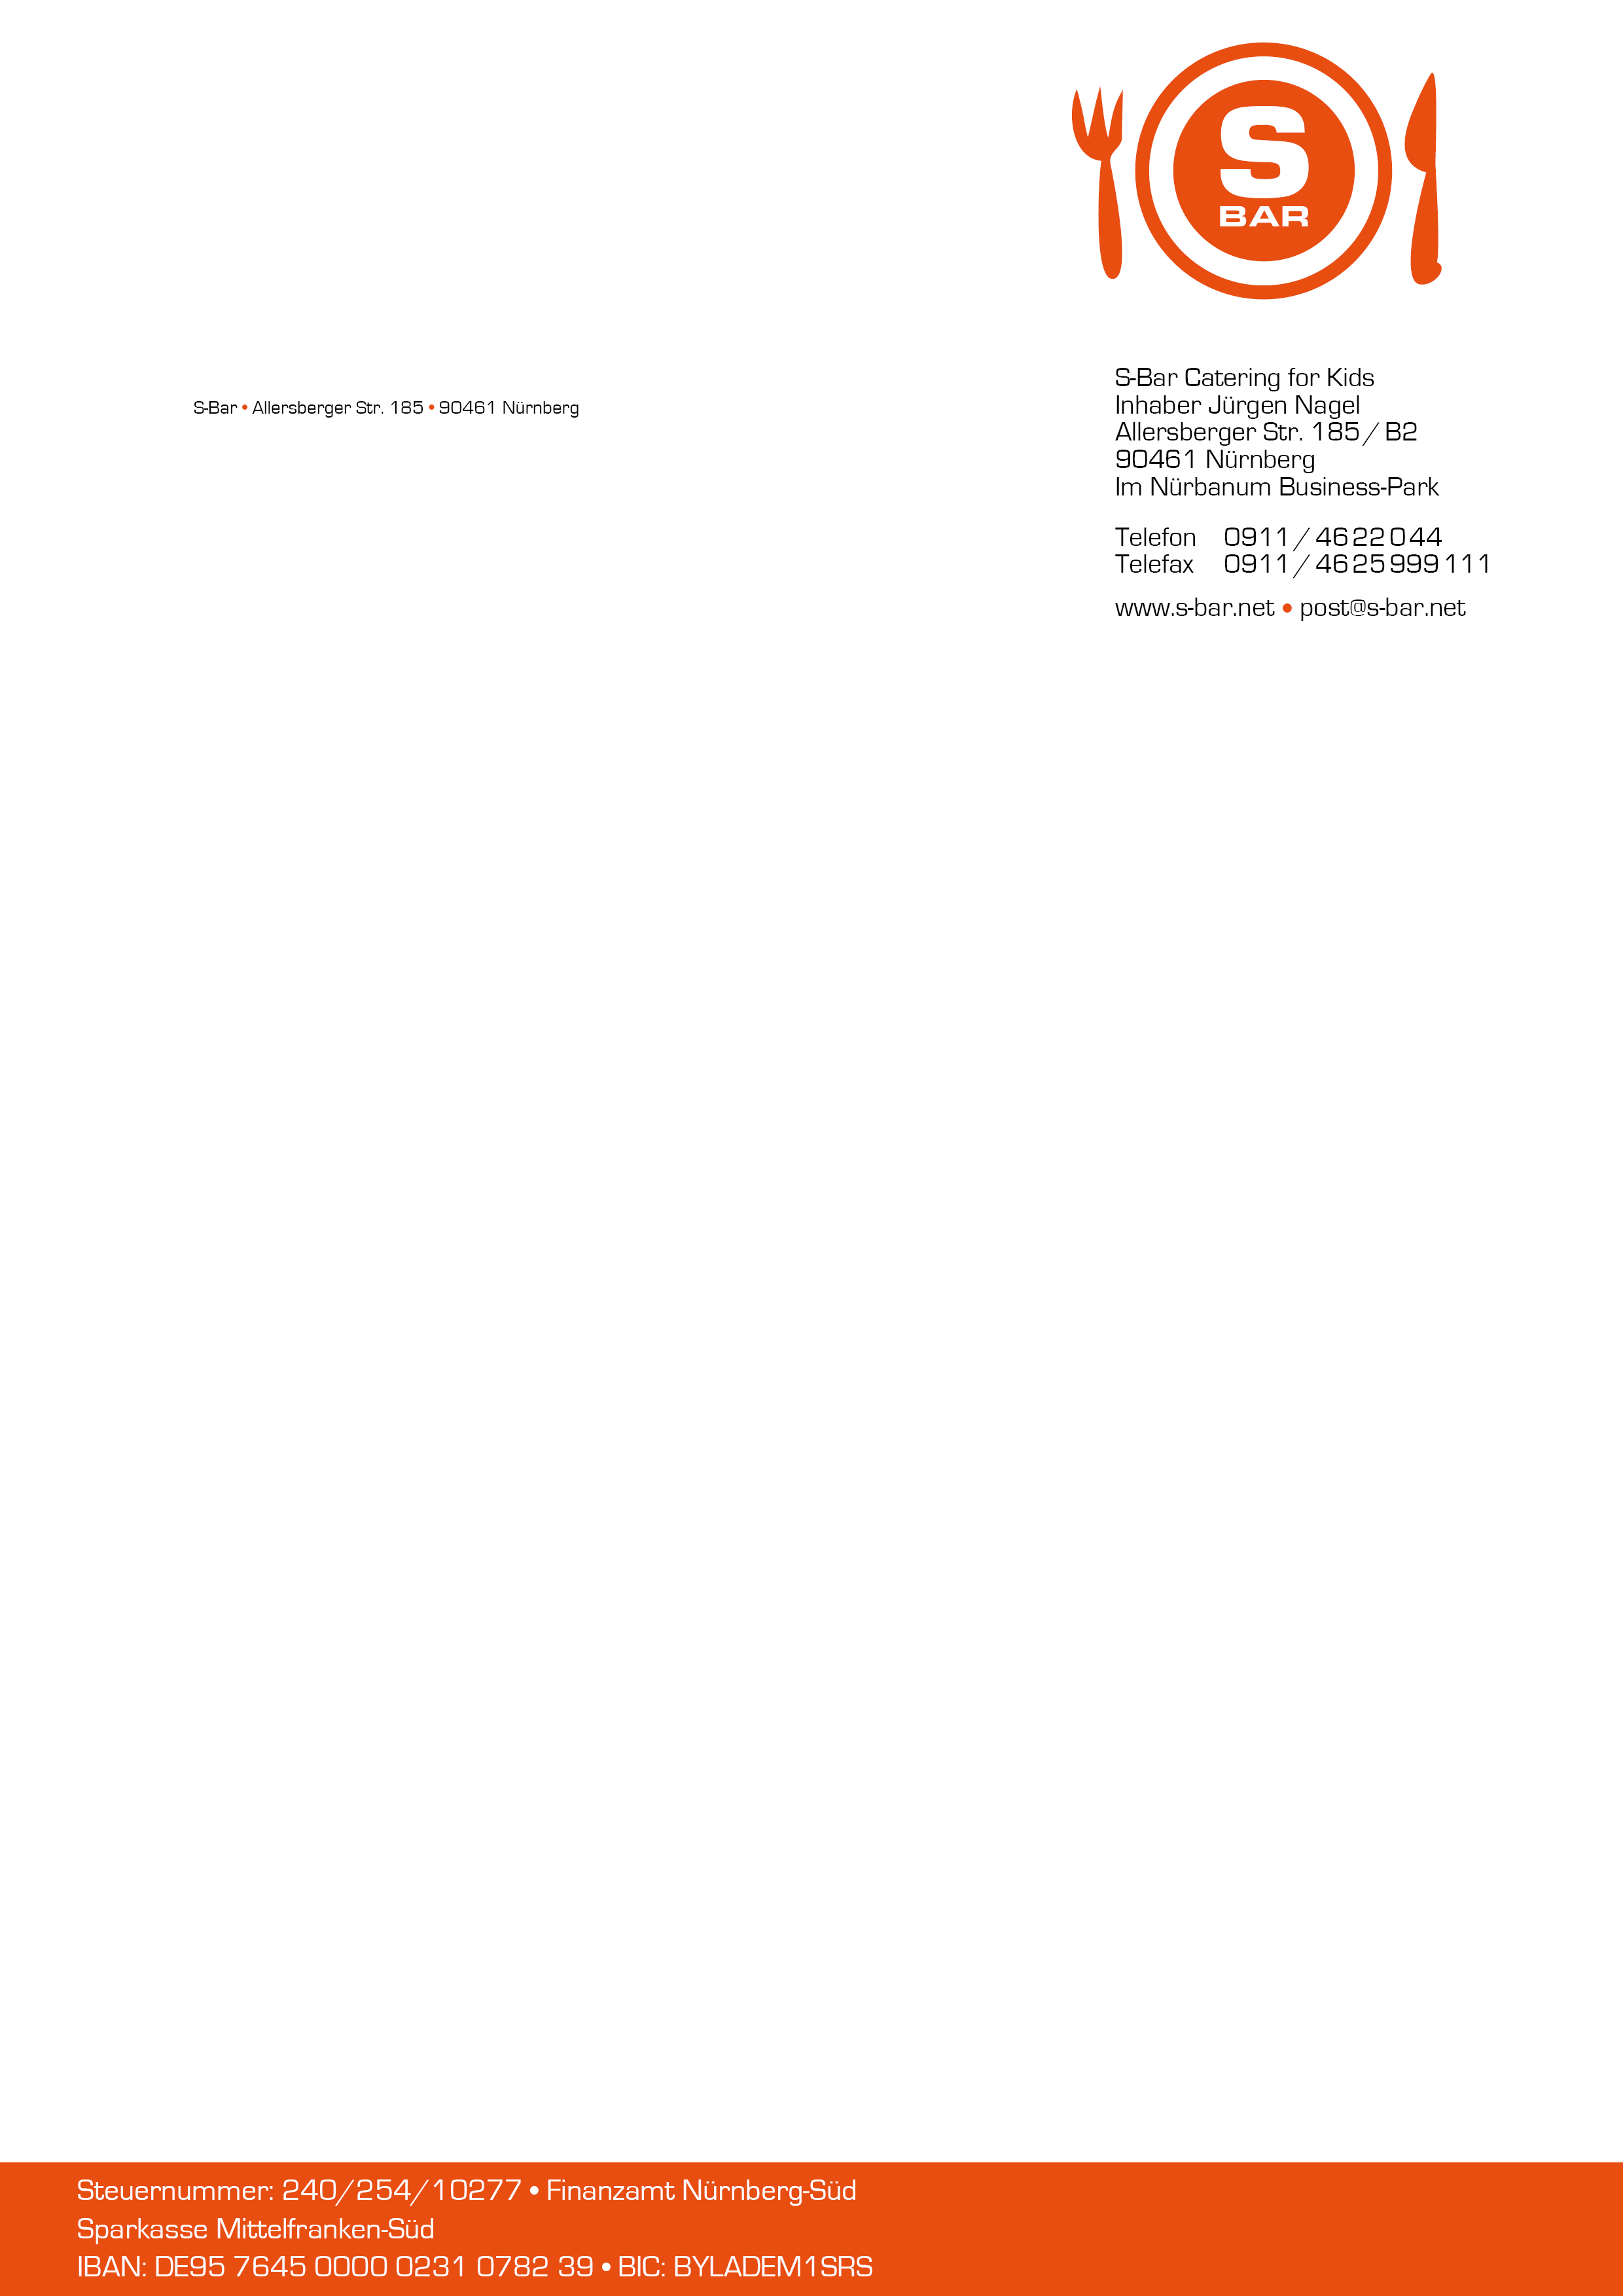 S
BAR
S-Bar • Allersberger Str. 185 • 90461 Nürnberg
S-Bar Catering for Kids
Inhaber Jürgen Nagel
Allersberger Str. 185 / B2
90461 Nürnberg
Im Nürbanum Business-Park
Telefon 0911 / 46 22 0 44
Telefax 0911 / 46 25 999 111
www.s-bar.net • post@s-bar.net
Steuernummer: 240/254/10277 • Finanzamt Nürnberg-Süd
Sparkasse Mittelfranken-Süd
IBAN: DE95 7645 0000 0231 0782 39 • BIC: BYLADEM1SRS